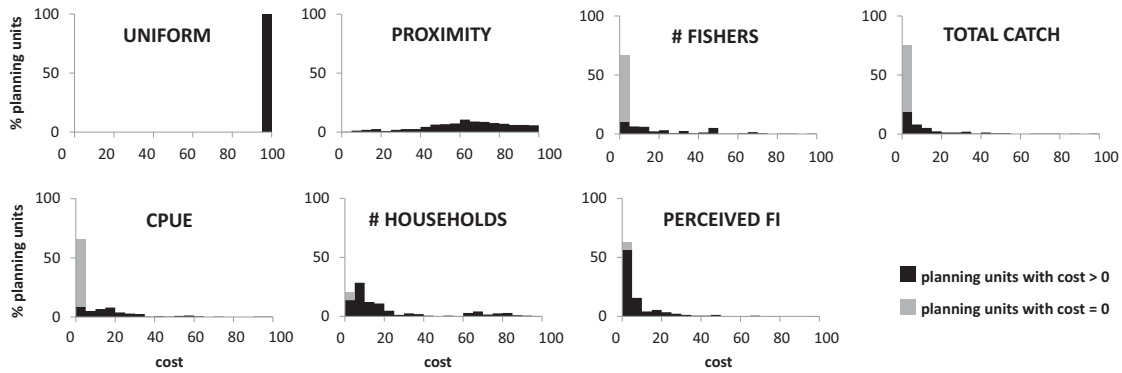 UNIFORM
PROXIMITY
# FISHERS
TOTAL CATCH
% planning units
100
50
0
0 20 40 60 80 100
100
50
0
0 20 40 60 80 100
100
50
0
0 20 40 60 80 100
100
50
0
0 20 40 60 80 100
CPUE
# HOUSEHOLDS
PERCEIVED FI
% planning units
100
50
0
0 20 40 60 80 100
cost
100
50
0
0 20 40 60 80 100
cost
100
50
0
0 20 40 60 80 100
cost
planning units with cost > 0
planning units with cost = 0